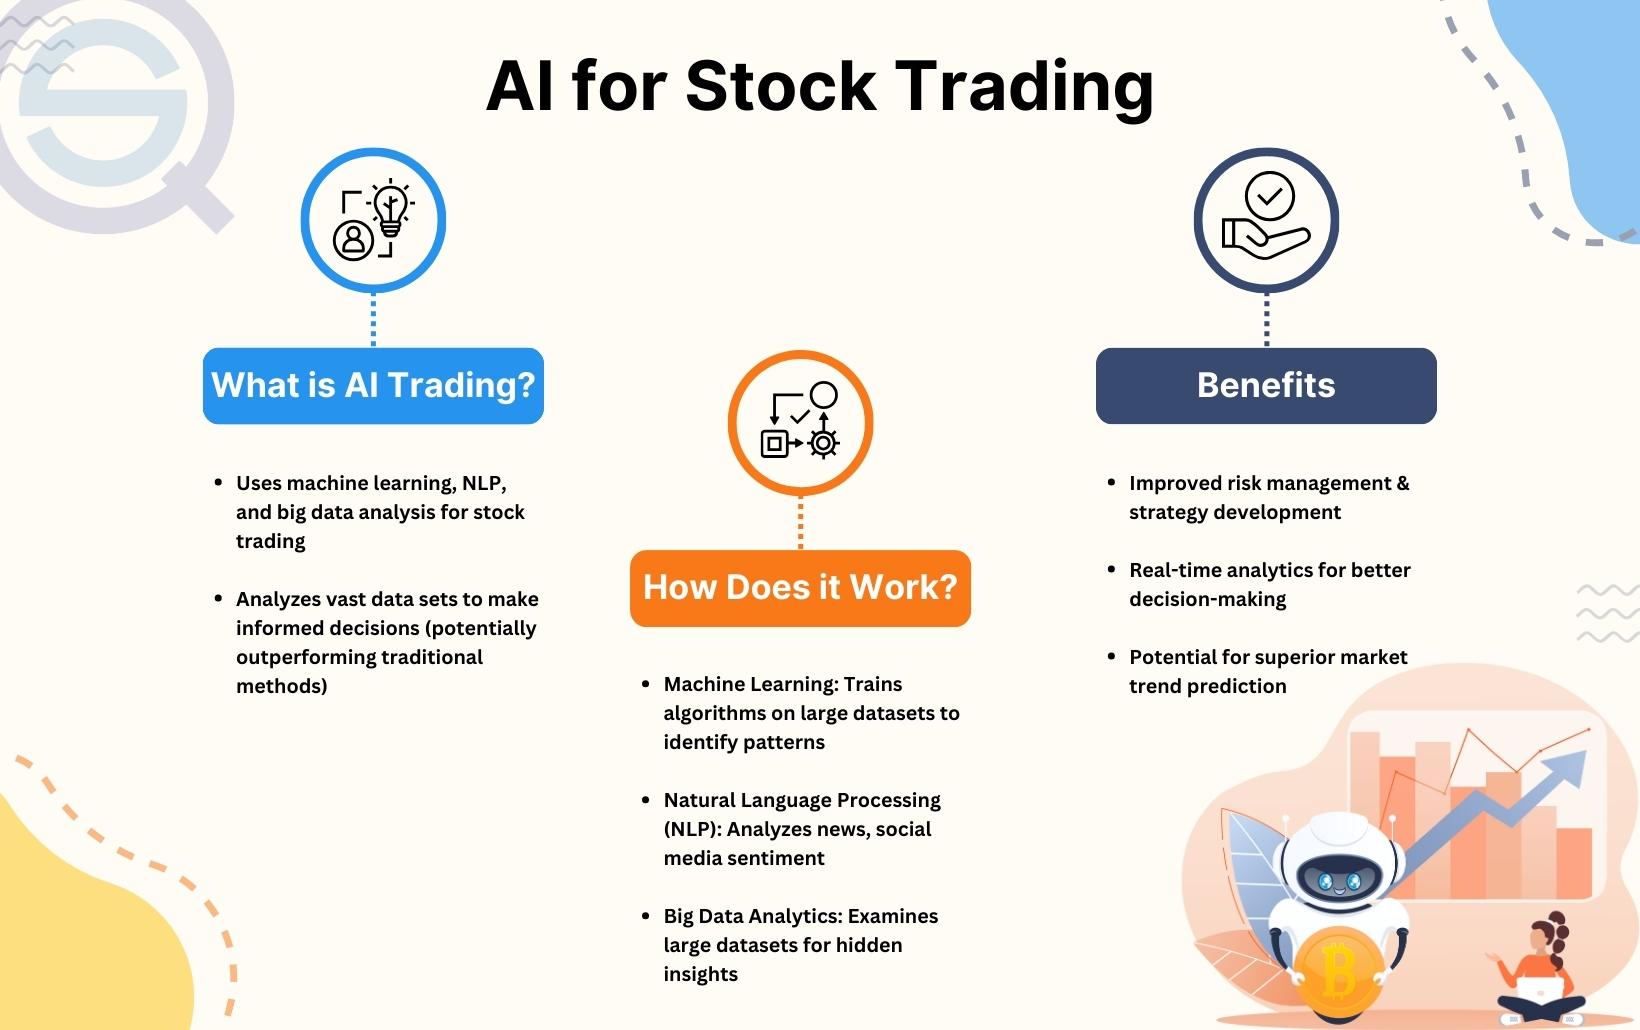 AI for Stock Trading
What is AI Trading?
• Uses machine learning, NLP,
and big data analysis for stock
trading
• Analyzes vast data sets to make
informed decisions (potentially
outperforming traditional
methods)
How Does it Work?
• Machine Learning: Trains
algorithms on large datasets to
identify patterns
• Natural Language Processing
(NLP): Analyzes news, social
media sentiment
• Big Data Analytics: Examines
large datasets for hidden
insights
Benefits
• Improved risk management &
strategy development
• Real-time analytics for better
decision-making
• Potential for superior market
trend prediction